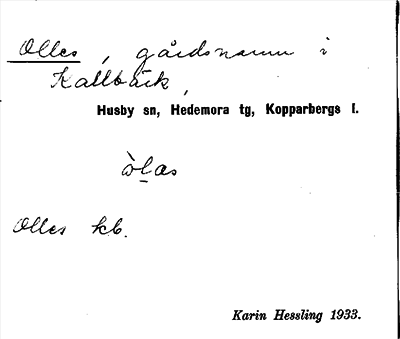 Olles, gårdsnamn i
Kallbäck,
Husby sn, Hedemora tg, Kopparbergs l.
òlas
Olles kb.
Karin Hessling 1933.